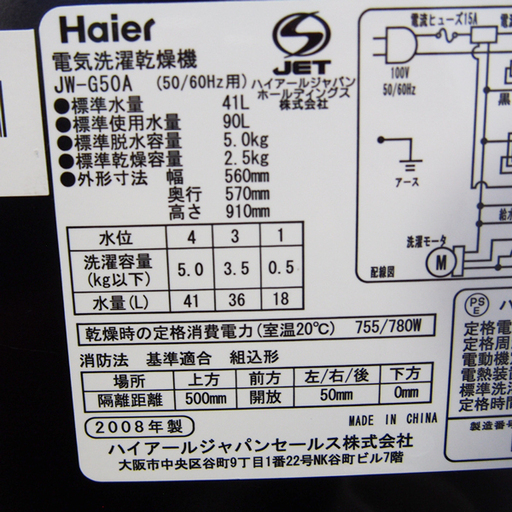 Haier
電気洗濯乾燥機
JW-G50A (50/60Hz用)
JET
ハイアールジャパン
ホールディングス
株式会社
●標準水量 41L
●標準使用水量 90L
●標準脱水容量 5.0kg
●標準乾燥容量 2.5kg
●外形寸法 幅 560mm
奥行 570mm
高さ 910mm
水位 4 3 1
洗濯容量(kg以下) 5.0 3.5 0.5
水量(L) 41 36 18
乾燥時の定格消費電力(室温20℃) 755/780W
消防法 基準適合 組込形
場所 上方 前方 左/右/後 下方
隔離距離 500mm 開放 50mm 0mm
2008年製
MADE IN CHINA
ハイアールジャパンセールス株式会社
大阪市中央区谷町9丁目1番22号NK谷町ビル7階
電流ヒューズ15A
100V
50/60Hz
アース
洗濯モータ
M
配線図
黒
給水
PS
E
定格電
定格周
電動機
電熱装
標準洗
定格時
製造番号